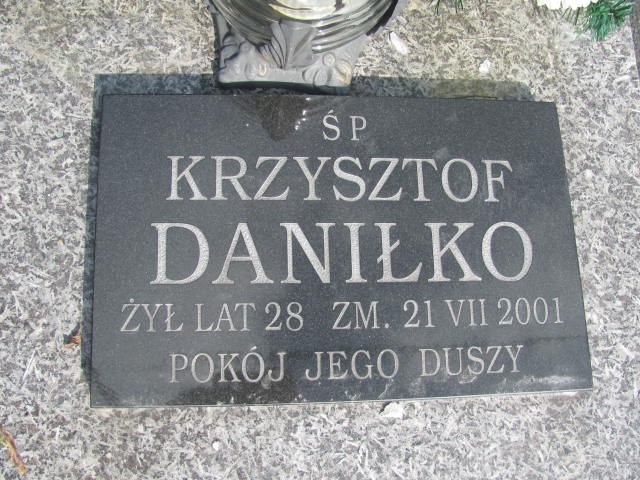 ŚP
KRZYSZTOF
DANIŁKO
ŻYŁ LAT 28 ZM. 21 VII 2001
POKÓJ JEGO DUSZY